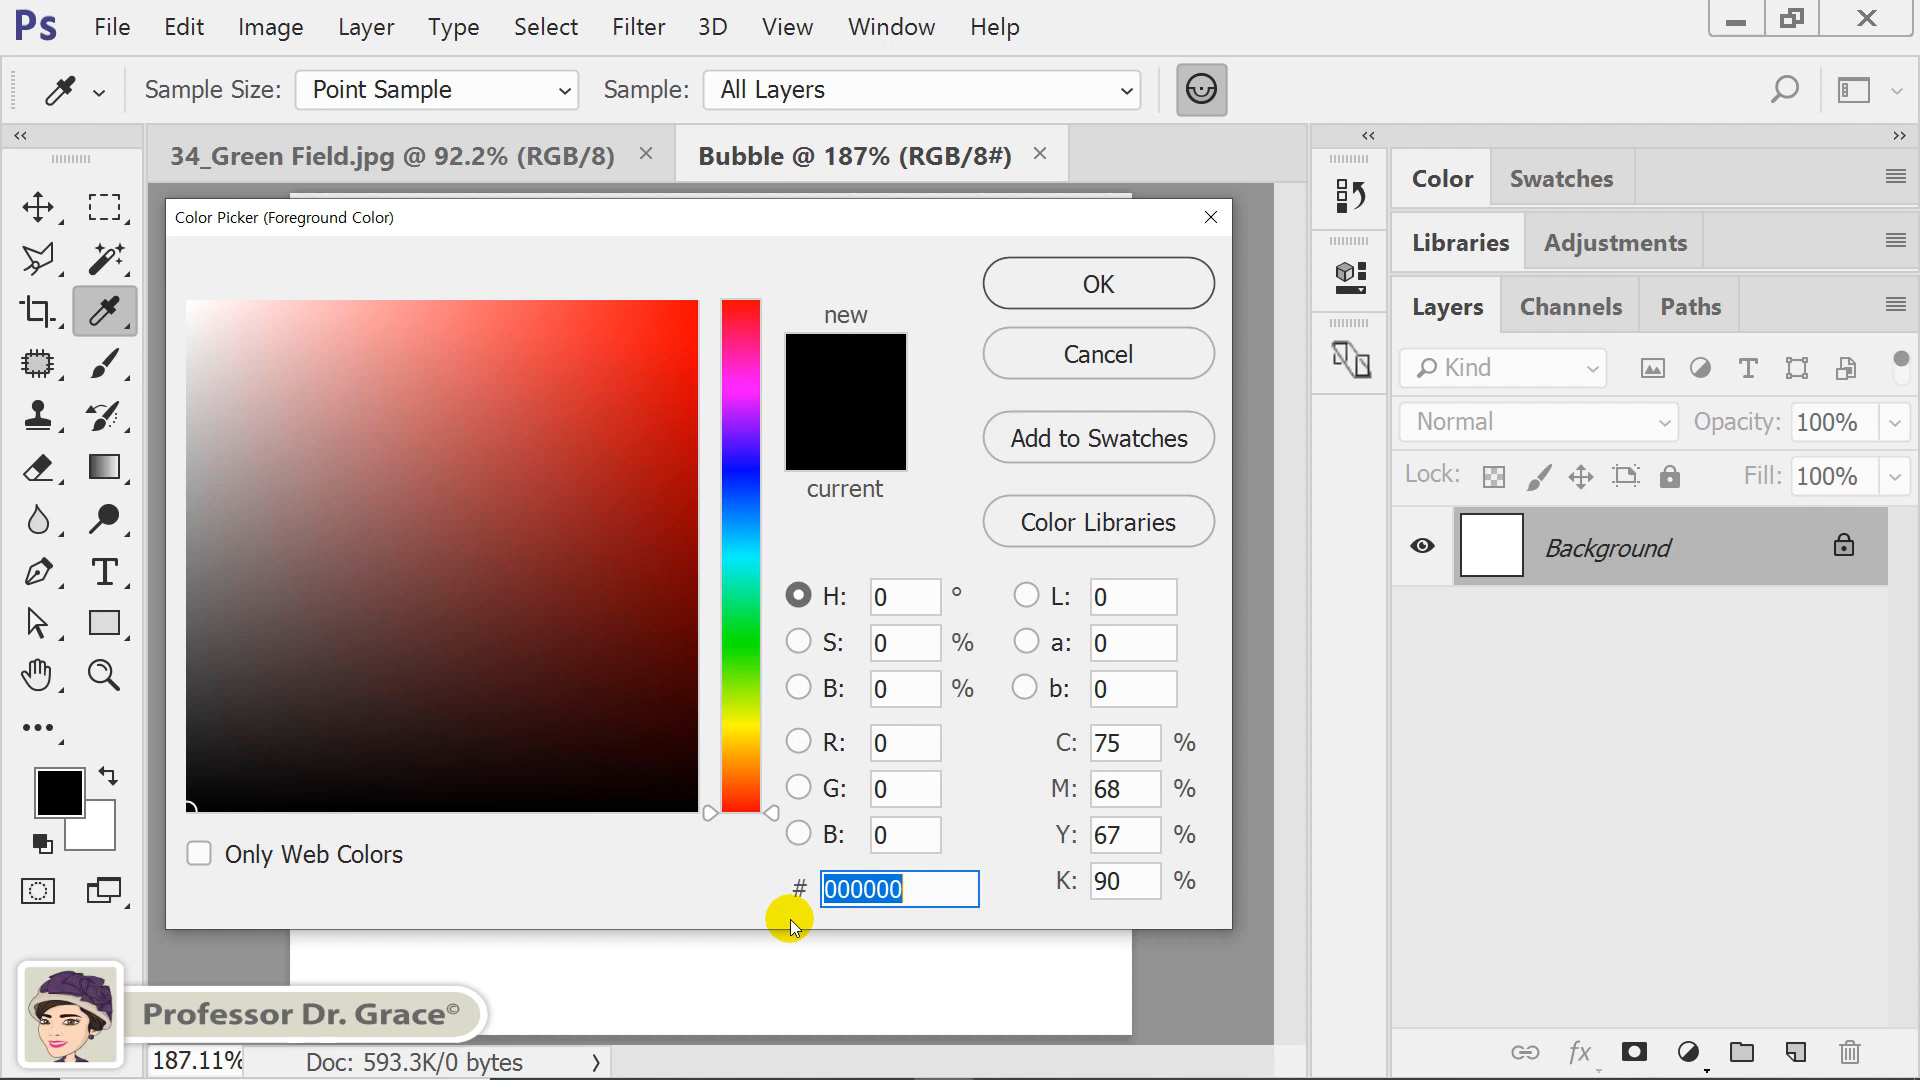 Ps File Edit Image Layer Type Select Filter 3D View Window Help
Sample Size: Point Sample Sample: All Layers
34_Green Field.jpg @ 92.2% (RGB/8) Bubble @ 187% (RGB/8#)
Color Picker (Foreground Color)
new
current
OK
Cancel
Add to Swatches
Color Libraries
H: 0 °
S: 0 %
B: 0 %
R: 0
G: 0
B: 0
# 000000
L: 0
a: 0
b: 0
C: 75 %
M: 68 %
Y: 67 %
K: 90 %
Only Web Colors
Color Swatches
Libraries Adjustments
Layers Channels Paths
Kind
Normal Opacity: 100%
Lock: Fill: 100%
Background
fx
Professor Dr. Grace©
187.11% Doc: 593.3K/0 bytes